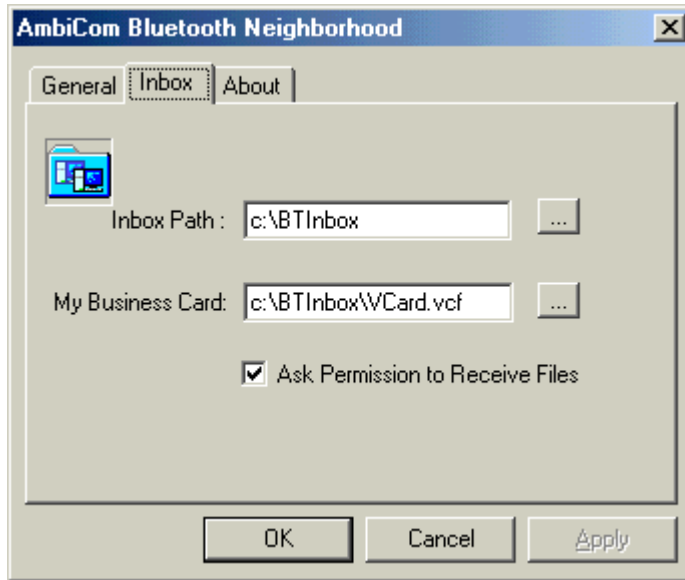 AmbiCom Bluetooth Neighborhood
General Inbox About
Inbox Path : c:\BTInbox ...
My Business Card: c:\BTInbox\VCard.vcf ...
Ask Permission to Receive Files
OK Cancel Apply